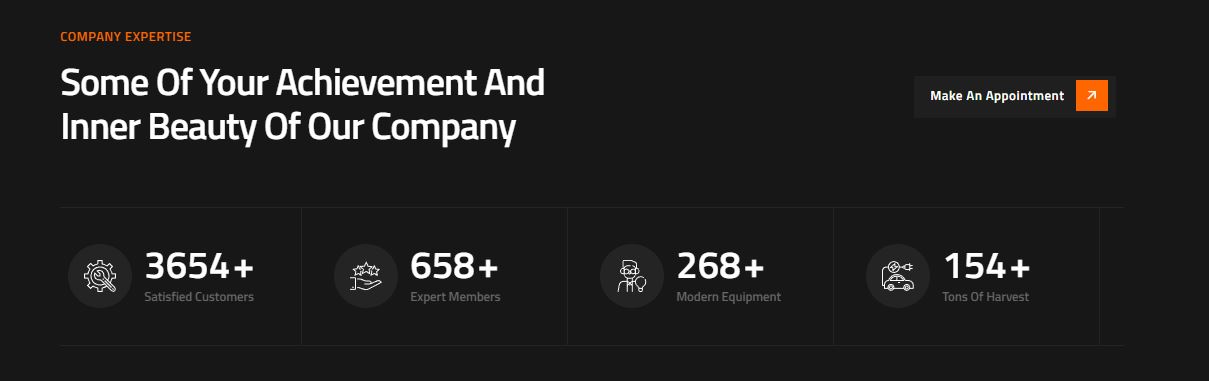 COMPANY EXPERTISE
Some Of Your Achievement And
Inner Beauty Of Our Company
Make An Appointment
3654+
Satisfied Customers
658+
Expert Members
268+
Modern Equipment
154+
Tons Of Harvest